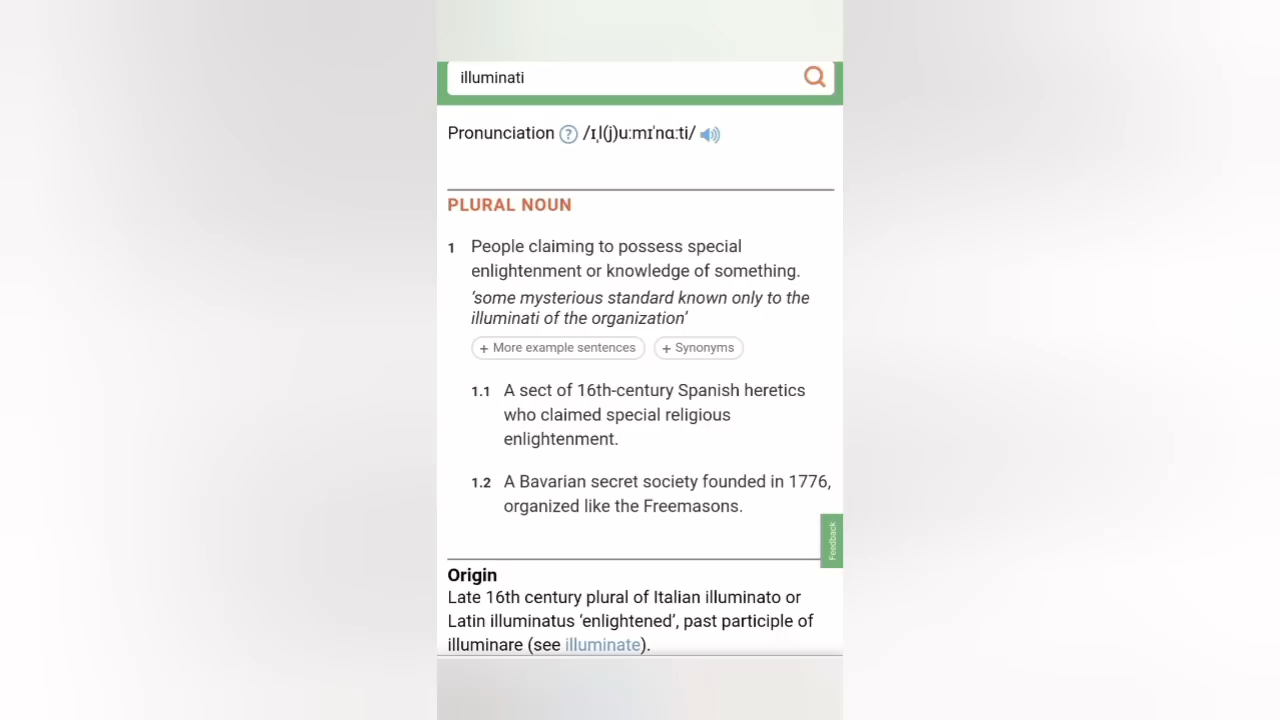 illuminati
Pronunciation ? /ɪˌl(j)uːmɪˈnɑːti/
PLURAL NOUN
1 People claiming to possess special
enlightenment or knowledge of something.
‘some mysterious standard known only to the
illuminati of the organization’
+ More example sentences + Synonyms
1.1 A sect of 16th-century Spanish heretics
who claimed special religious
enlightenment.
1.2 A Bavarian secret society founded in 1776,
organized like the Freemasons.
Feedback
Origin
Late 16th century plural of Italian illuminato or
Latin illuminatus ‘enlightened’, past participle of
illuminare (see illuminate).